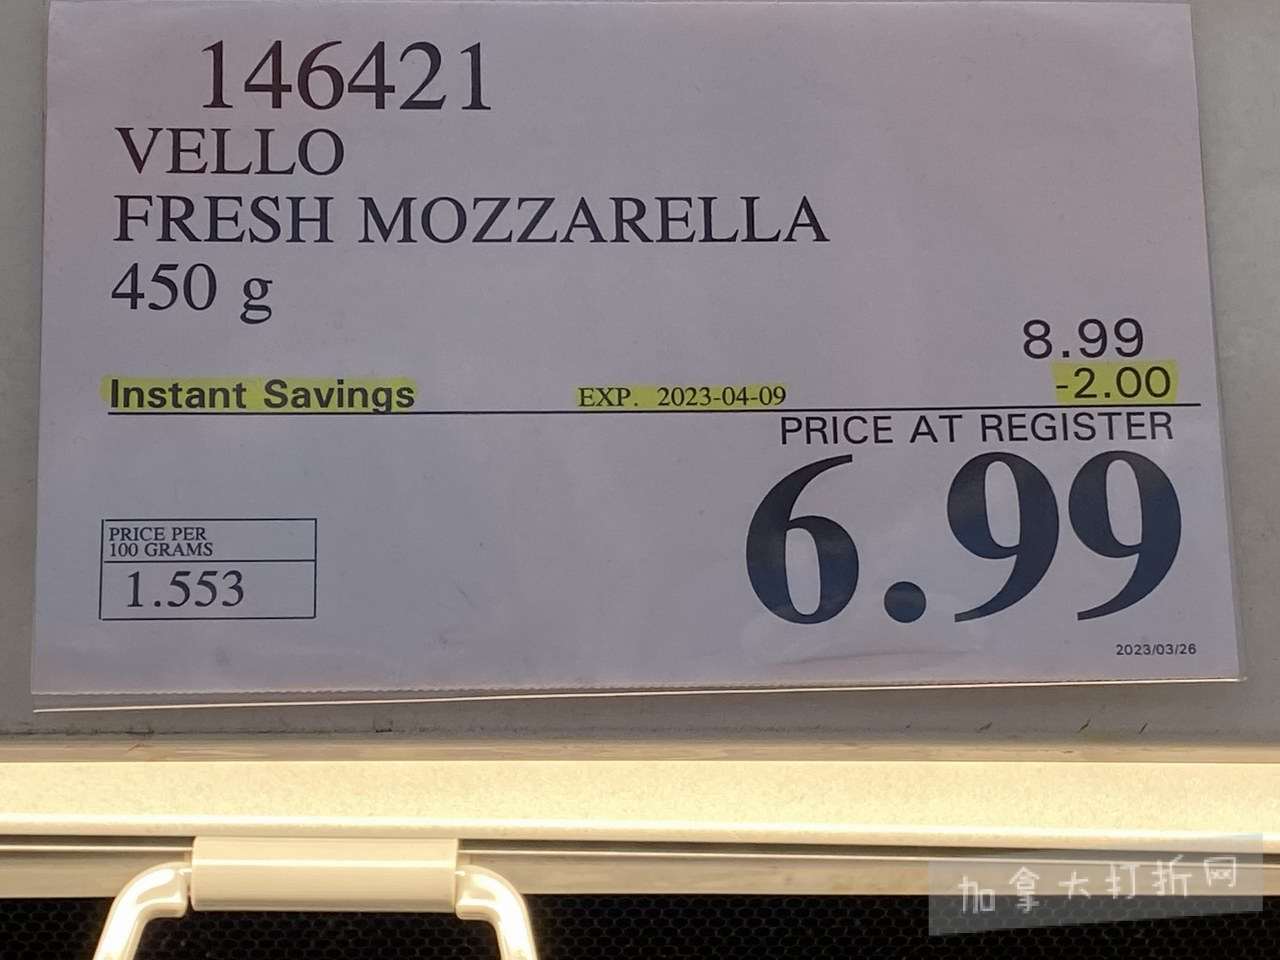 146421
VELLO
FRESH MOZZARELLA
450 g
8.99
Instant Savings EXP. 2023-04-09 -2.00
PRICE AT REGISTER
6.99
PRICE PER
100 GRAMS
1.553
2023/03/26
加拿大打折网